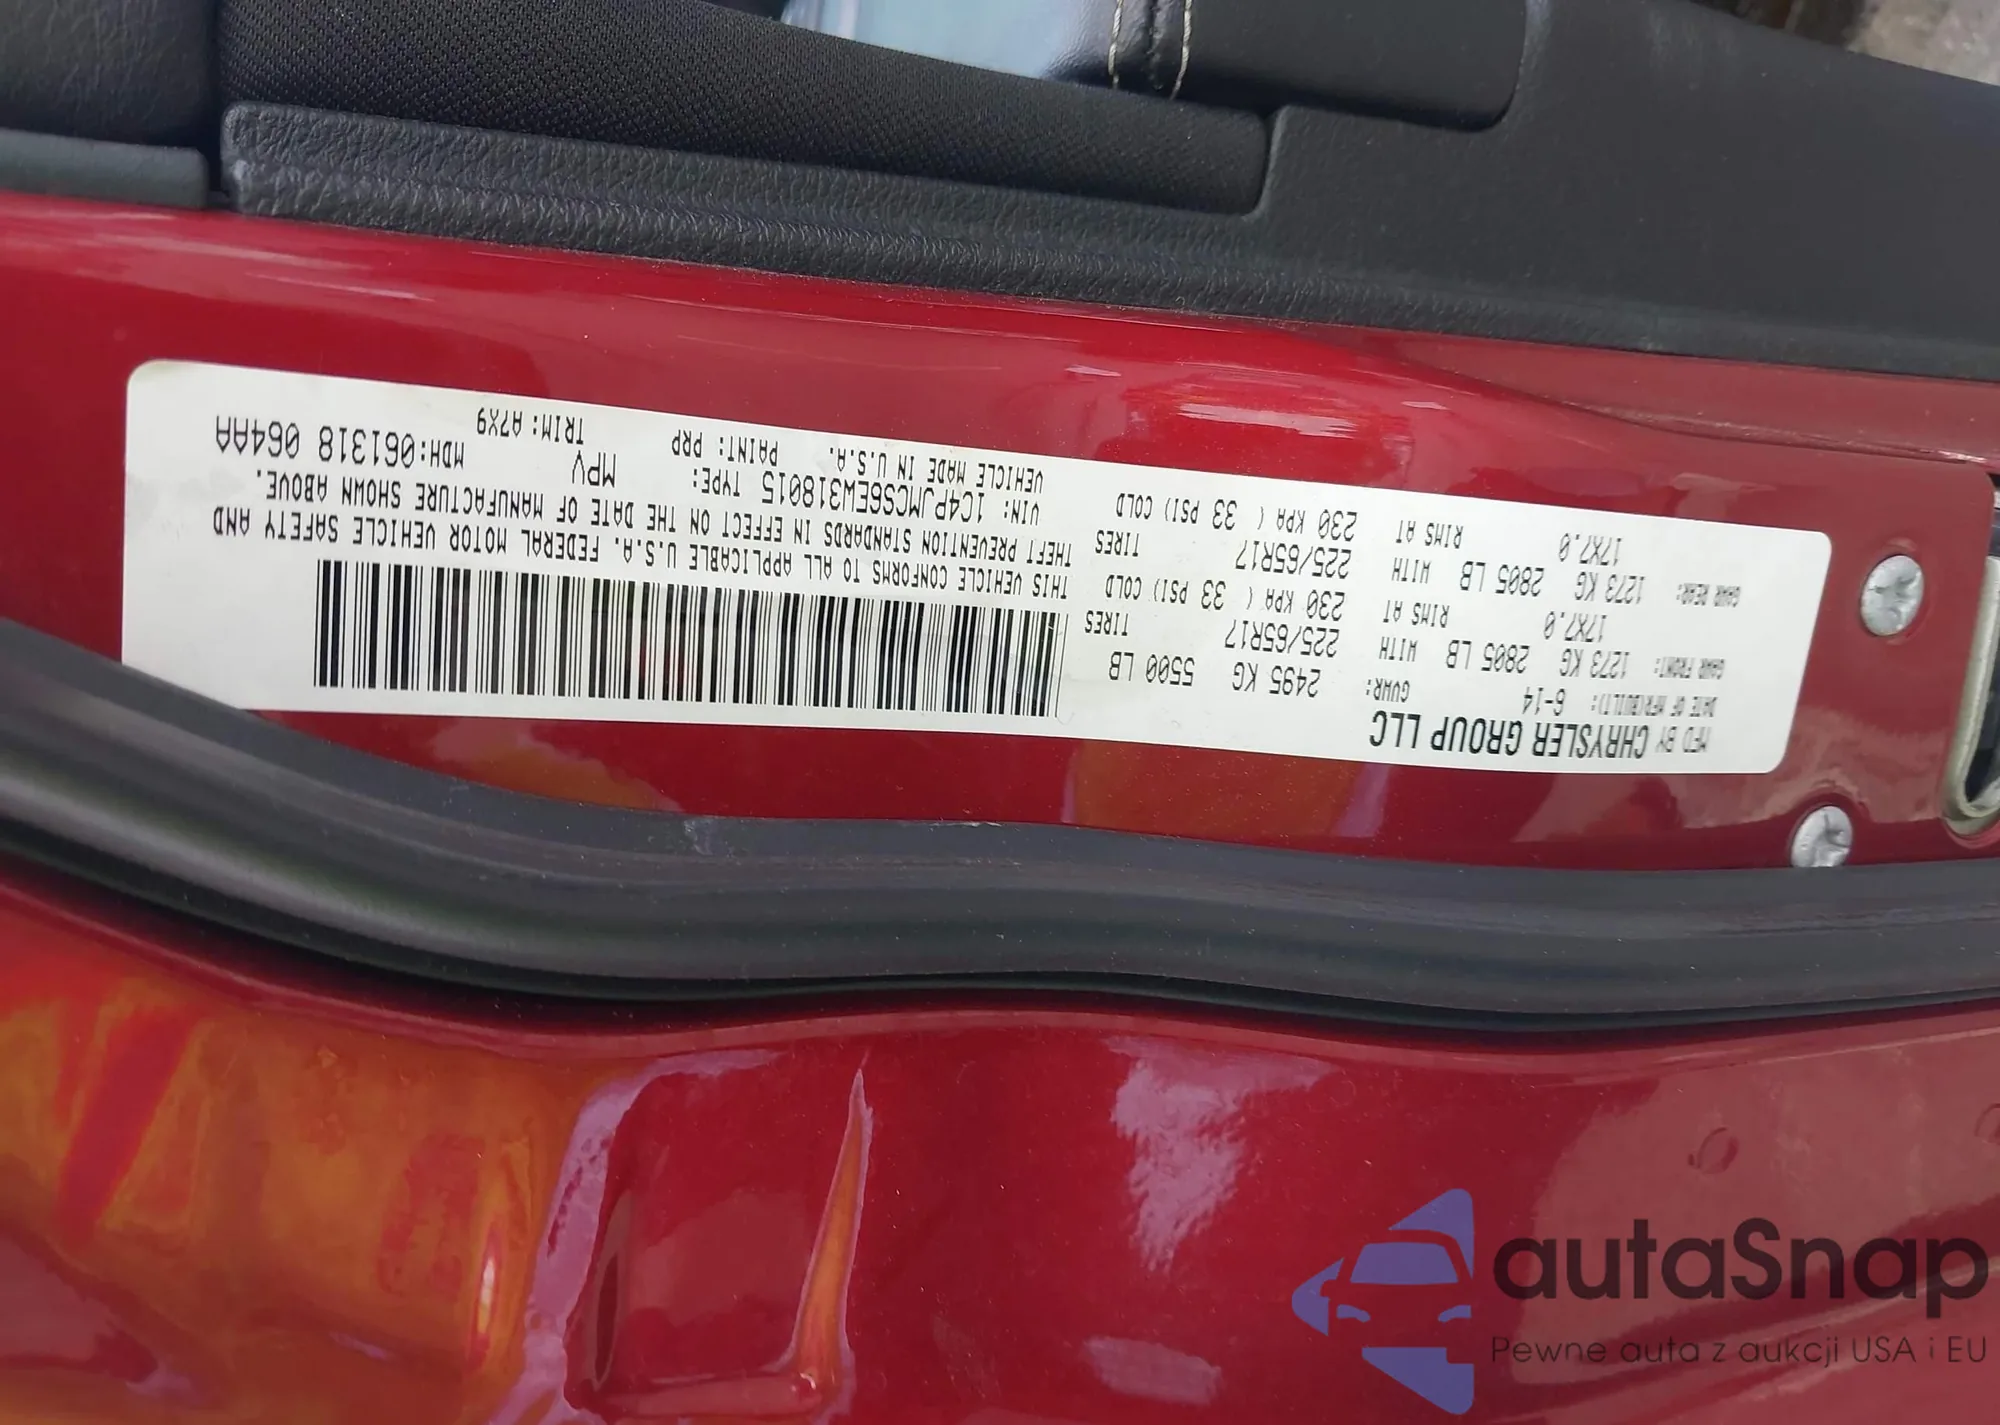 MFD BY CHRYSLER GROUP LLC
DATE OF MFR(BUILT): 6-14 GVWR: 2495 KG 5500 LB
GAWR FRONT: 1273 KG 2805 LB WITH 225/65R17 TIRES
17X7.0 RIMS AT 230 KPA ( 33 PSI) COLD
GAWR REAR: 1273 KG 2805 LB WITH 225/65R17 TIRES
17X7.0 RIMS AT 230 KPA ( 33 PSI) COLD
THIS VEHICLE CONFORMS TO ALL APPLICABLE U.S.A. FEDERAL MOTOR VEHICLE SAFETY AND
THEFT PREVENTION STANDARDS IN EFFECT ON THE DATE OF MANUFACTURE SHOWN ABOVE.
VIN: 1C4PJMCS6EW318015 TYPE: MPV MDH:061318 064AA
VEHICLE MADE IN U.S.A. PAINT: PRP TRIM: A7X9
autaSnap
Pewne auta z aukcji USA i EU